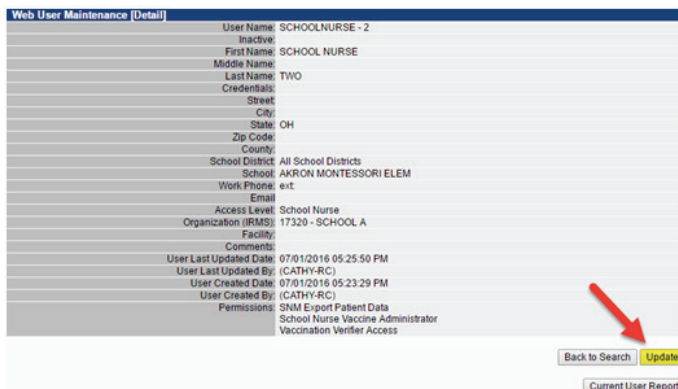 Web User Maintenance [Detail]
User Name: SCHOOLNURSE - 2
Inactive:
First Name: SCHOOL NURSE
Middle Name:
Last Name: TWO
Credentials:
Street:
City:
State: OH
Zip Code:
County:
School District: All School Districts
School: AKRON MONTESSORI ELEM
Work Phone: ext:
Email
Access Level: School Nurse
Organization (IRMS): 17320 - SCHOOL A
Facility:
Comments:
User Last Updated Date: 07/01/2016 05:25:50 PM
User Last Updated By: (CATHY-RC)
User Created Date: 07/01/2016 05:23:29 PM
User Created By: (CATHY-RC)
Permissions: SNM Export Patient Data
School Nurse Vaccine Administrator
Vaccination Verifier Access
Back to Search Update
Current User Report